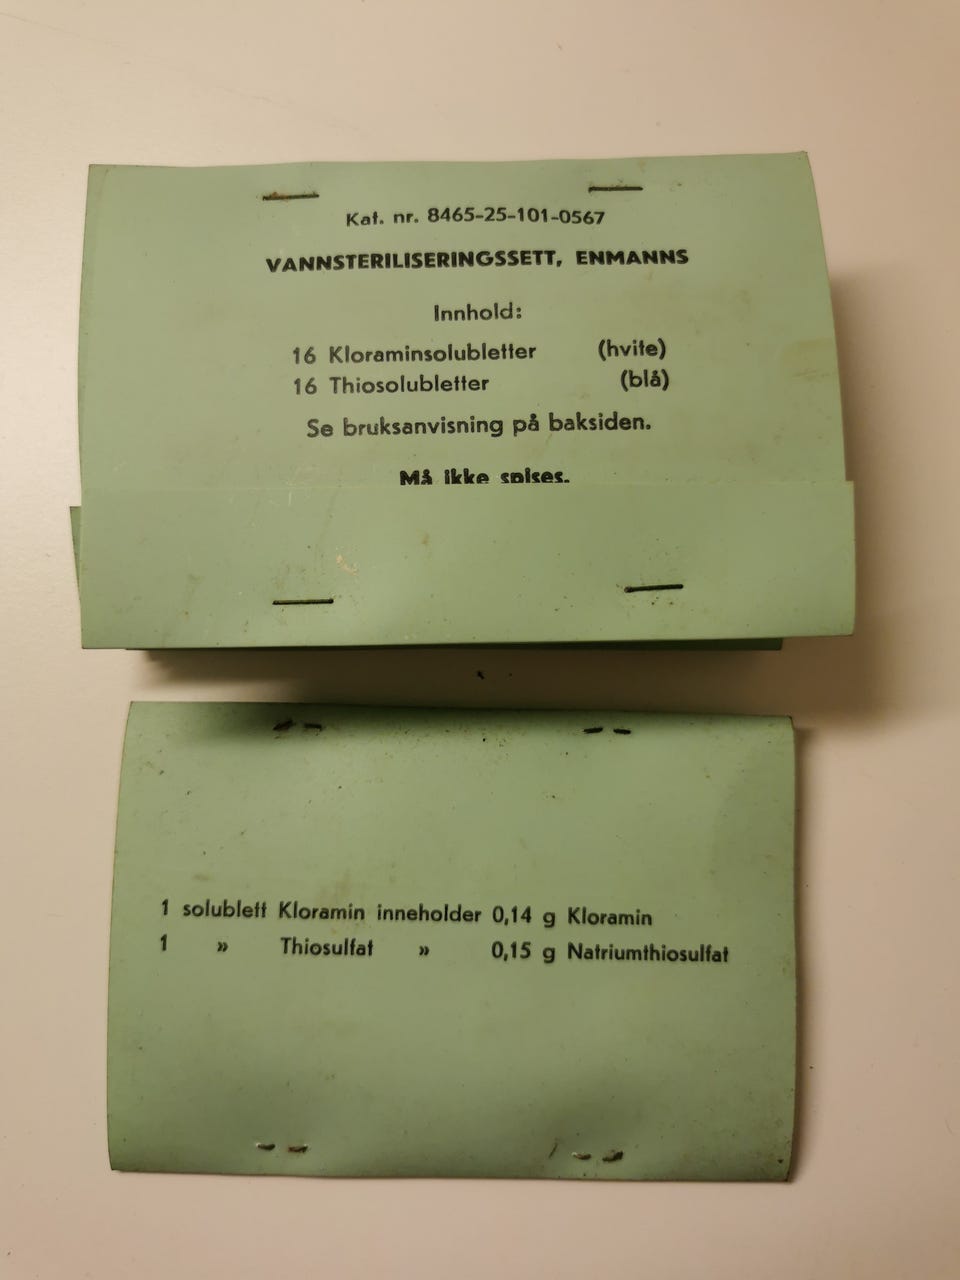 Kat. nr. 8465-25-101-0567
VANNSTERILISERINGSSETT, ENMANNS
Innhold:
16 Kloraminsolubletter (hvite)
16 Thiosolubletter (blå)
Se bruksanvisning på baksiden.
Må ikke spises.
1 solublett Kloramin inneholder 0,14 g Kloramin
1 » Thiosulfat » 0,15 g Natriumthiosulfat